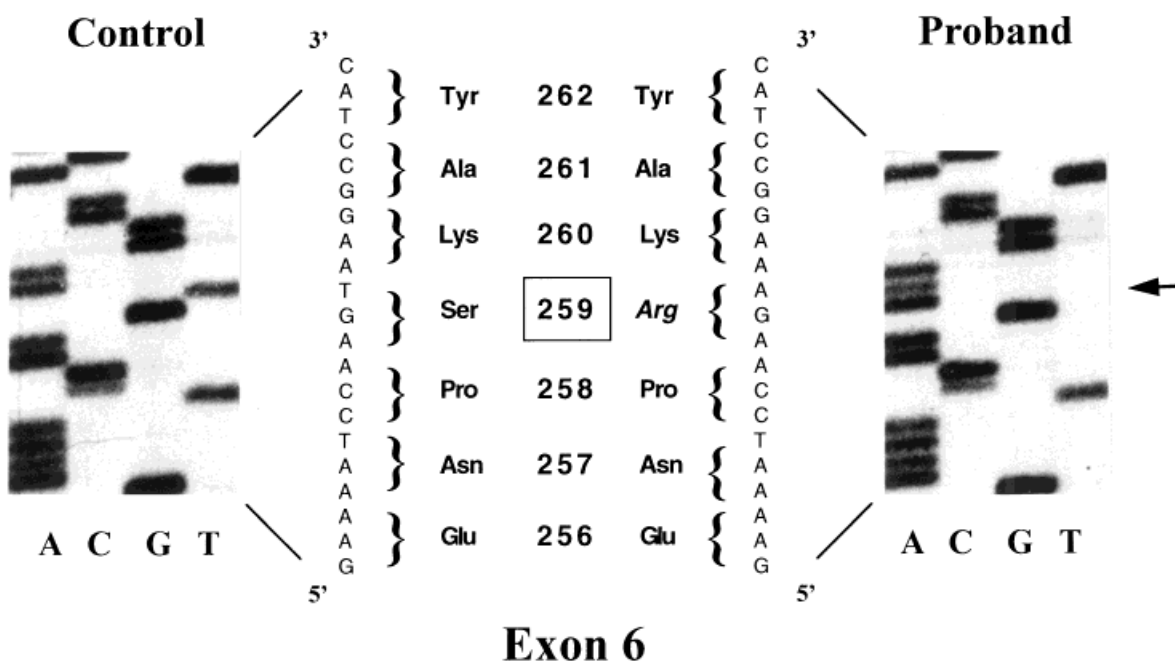 Control
Proband
3’
3’
C
A
T
C
C
G
G
A
A
T
G
A
A
C
C
T
A
A
A
A
G
} Tyr 262 Tyr {
} Ala 261 Ala {
} Lys 260 Lys {
} Ser 259 Arg {
} Pro 258 Pro {
} Asn 257 Asn {
} Glu 256 Glu {
C
A
T
C
C
G
G
A
A
A
G
A
A
C
C
T
A
A
A
A
G
A C G T
A C G T
5’
5’
Exon 6